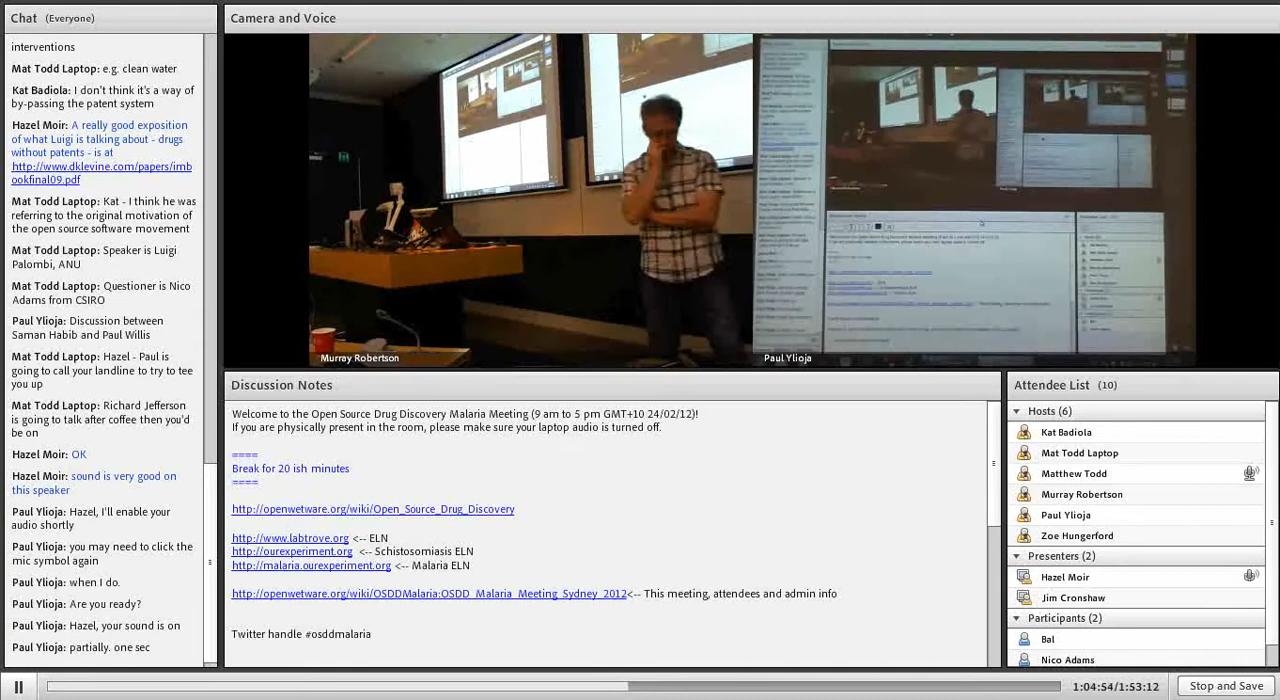 Chat (Everyone)
interventions
Mat Todd Laptop: e.g. clean water
Kat Badiola: I don't think it's a way of
by-passing the patent system
Hazel Moir: A really good exposition
of what Luigi is talking about - drugs
without patents - is at
http://www.dklevine.com/papers/imb
ookfinal09.pdf
Mat Todd Laptop: Kat - I think he was
referring to the original motivation of
the open source software movement
Mat Todd Laptop: Speaker is Luigi
Palombi, ANU
Mat Todd Laptop: Questioner is Nico
Adams from CSIRO
Paul Ylioja: Discussion between
Saman Habib and Paul Willis
Mat Todd Laptop: Hazel - Paul is
going to call your landline to try to tee
you up
Mat Todd Laptop: Richard Jefferson
is going to talk after coffee then you'd
be on
Hazel Moir: OK
Hazel Moir: sound is very good on
this speaker
Paul Ylioja: Hazel, I'll enable your
audio shortly
Paul Ylioja: you may need to click the
mic symbol again
Paul Ylioja: when I do.
Paul Ylioja: Are you ready?
Paul Ylioja: Hazel, your sound is on
Paul Ylioja: partially. one sec
Camera and Voice
Murray Robertson
Paul Ylioja
Discussion Notes
Welcome to the Open Source Drug Discovery Malaria Meeting (9 am to 5 pm GMT+10 24/02/12)!
If you are physically present in the room, please make sure your laptop audio is turned off.
====
Break for 20 ish minutes
====
http://openwetware.org/wiki/Open_Source_Drug_Discovery
http://www.labtrove.org <-- ELN
http://ourexperiment.org <-- Schistosomiasis ELN
http://malaria.ourexperiment.org <-- Malaria ELN
http://openwetware.org/wiki/OSDDMalaria:OSDD_Malaria_Meeting_Sydney_2012<-- This meeting, attendees and admin info
Twitter handle #osddmalaria
Attendee List (10)
Hosts (6)
Kat Badiola
Mat Todd Laptop
Matthew Todd
Murray Robertson
Paul Ylioja
Zoe Hungerford
Presenters (2)
Hazel Moir
Jim Cronshaw
Participants (2)
Bal
Nico Adams
1:04:54/1:53:12
Stop and Save